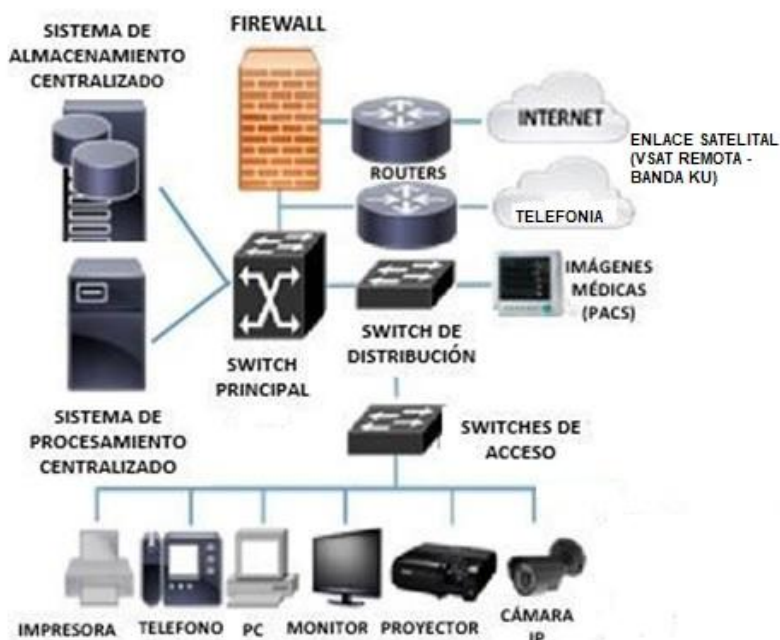 SISTEMA DE
ALMACENAMIENTO
CENTRALIZADO
FIREWALL
INTERNET
ENLACE SATELITAL
(VSAT REMOTA -
BANDA KU)
ROUTERS
TELEFONIA
IMÁGENES
MÉDICAS
(PACS)
SWITCH DE
DISTRIBUCIÓN
SWITCH
PRINCIPAL
SISTEMA DE
PROCESAMIENTO
CENTRALIZADO
SWITCHES DE
ACCESO
IMPRESORA
TELEFONO
PC
MONITOR
PROYECTOR
CÁMARA
IP